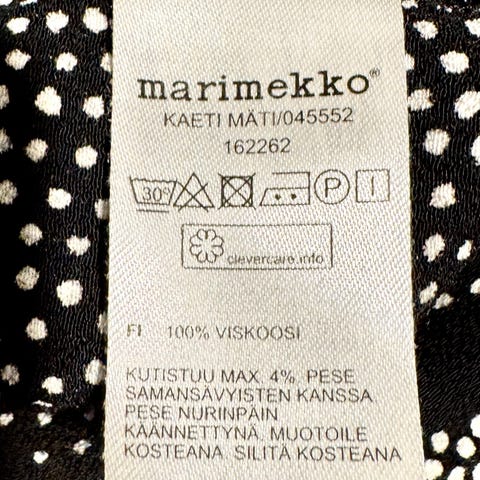 marimekko®
KAETI MÄTI/045552
162262
30°
P
clevercare.info
FI 100% VISKOOSI
KUTISTUU MAX. 4%. PESE
SAMANSÄVYISTEN KANSSA.
PESE NURINPÄIN
KÄÄNNETTYNÄ. MUOTOILE
KOSTEANA. SILITÄ KOSTEANA